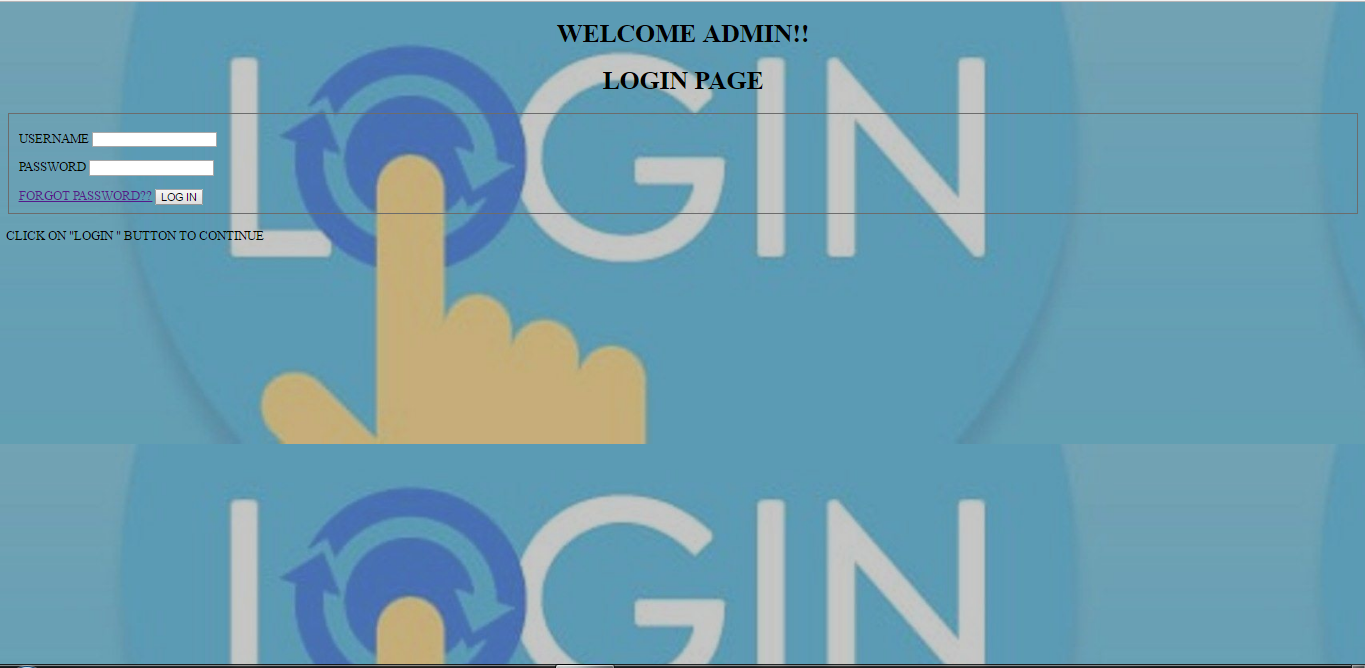 WELCOME ADMIN!!
LOGIN PAGE
USERNAME
PASSWORD
FORGOT PASSWORD?? LOG IN
CLICK ON "LOGIN " BUTTON TO CONTINUE
LOGIN
LOGIN